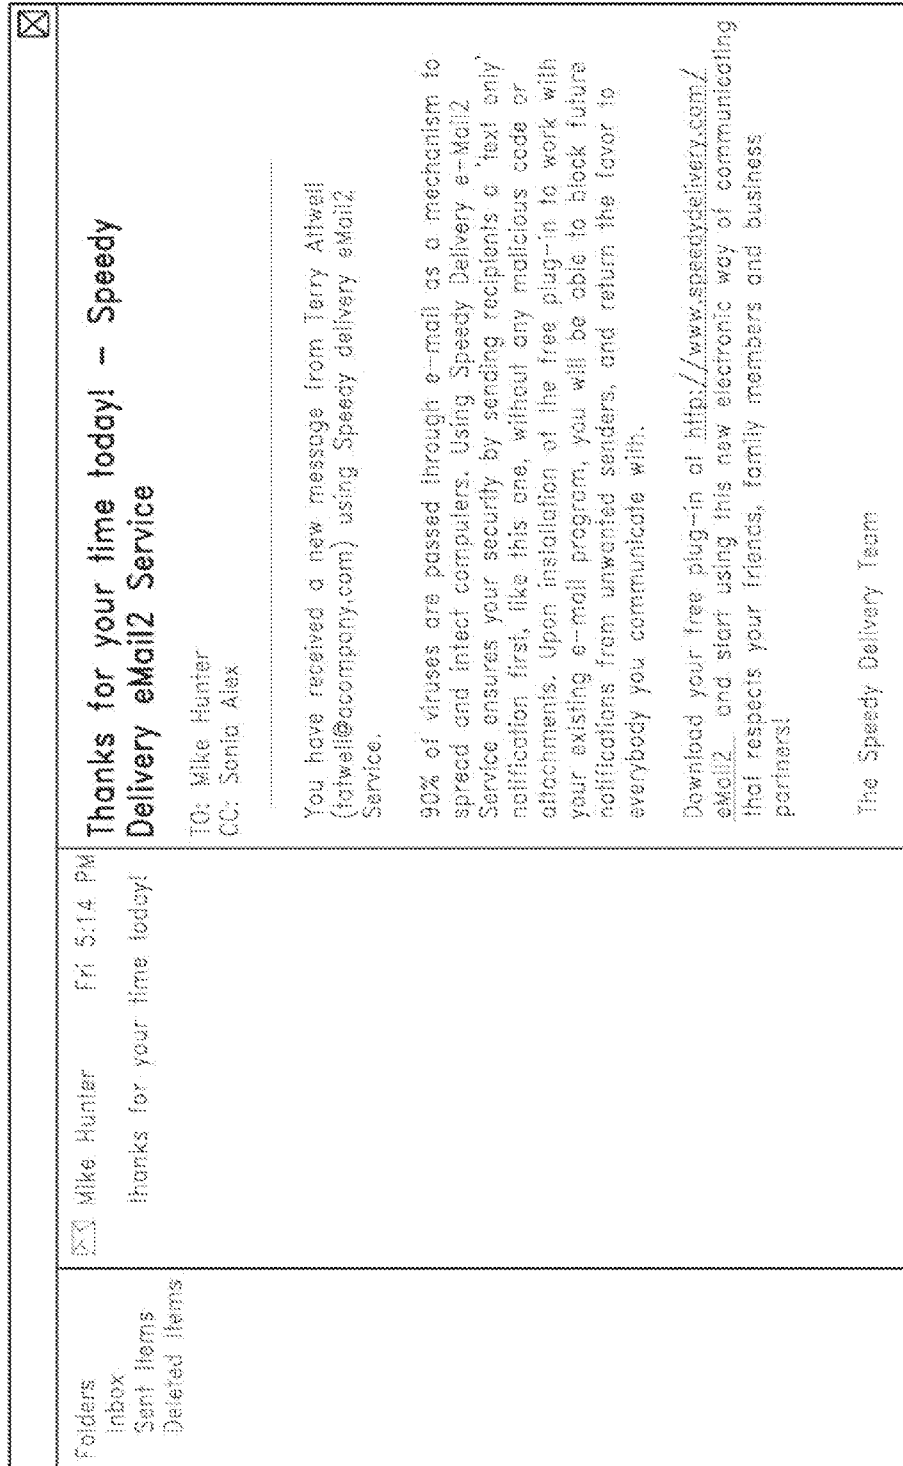 Folders
Inbox
Sent Items
Deleted Items
Mike Hunter Fri 5:14 PM
thanks for your time today!
Thanks for your time today! - Speedy
Delivery eMail2 Service
TO: Mike Hunter
CC: Sonia Alex
You have received a new message from Terry Attwell
(tatwell@acompany.com) using Speedy delivery eMail2
Service.
90% of viruses are passed through e-mail as a mechanism to
spread and infect computers. Using Speedy Delivery e-Mail2
Service ensures your security by sending recipients a 'text only'
notification first, like this one, without any malicious code or
attachments. Upon installation of the free plug-in to work with
your existing e-mail program, you will be able to block future
notifications from unwanted senders, and return the favor to
everybody you communicate with.
Download your free plug-in at http://www.speedydelivery.com/
eMail2 and start using this new electronic way of communicating
that respects your friends, family members and business
partners!
The Speedy Delivery Team